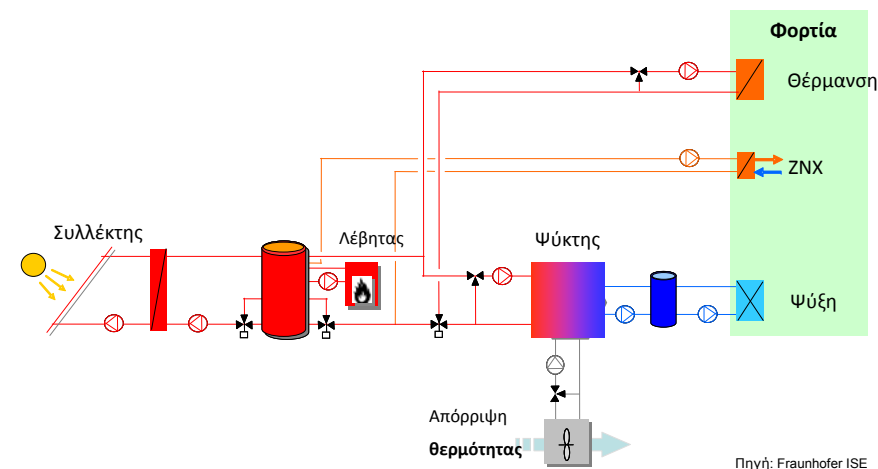 Φορτία
Θέρμανση
ΖΝΧ
Συλλέκτης
Λέβητας
Ψύκτης
Ψύξη
Απόρριψη
θερμότητας
Πηγή: Fraunhofer ISE